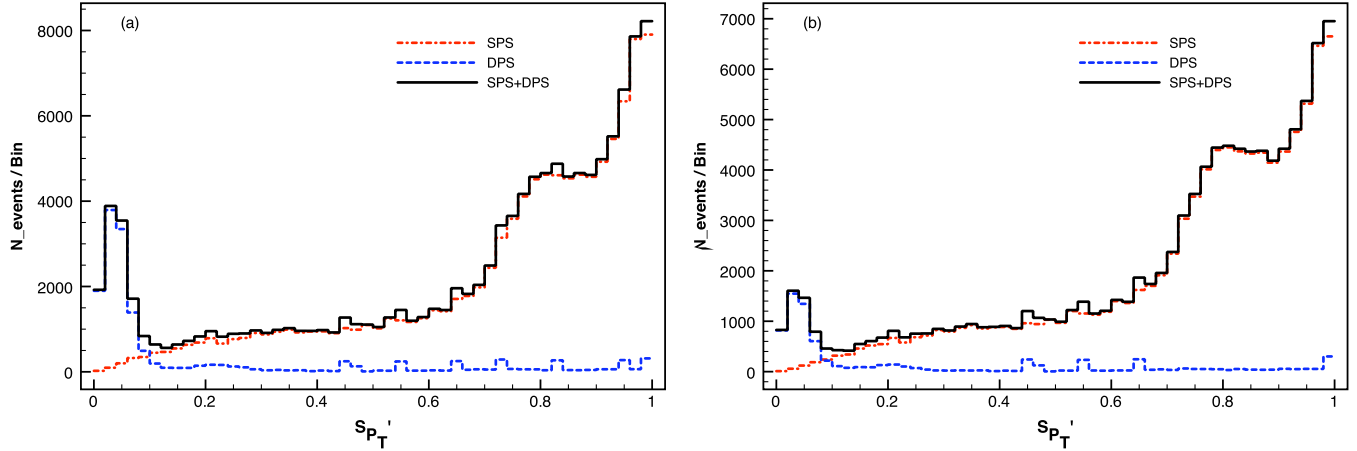 (a)
SPS
DPS
SPS+DPS
N_events / Bin
8000
6000
4000
2000
0
0 0.2 0.4 0.6 0.8 1
S_{P_T}'
(b)
SPS
DPS
SPS+DPS
N_events / Bin
7000
6000
5000
4000
3000
2000
1000
0
0 0.2 0.4 0.6 0.8 1
S_{P_T}'